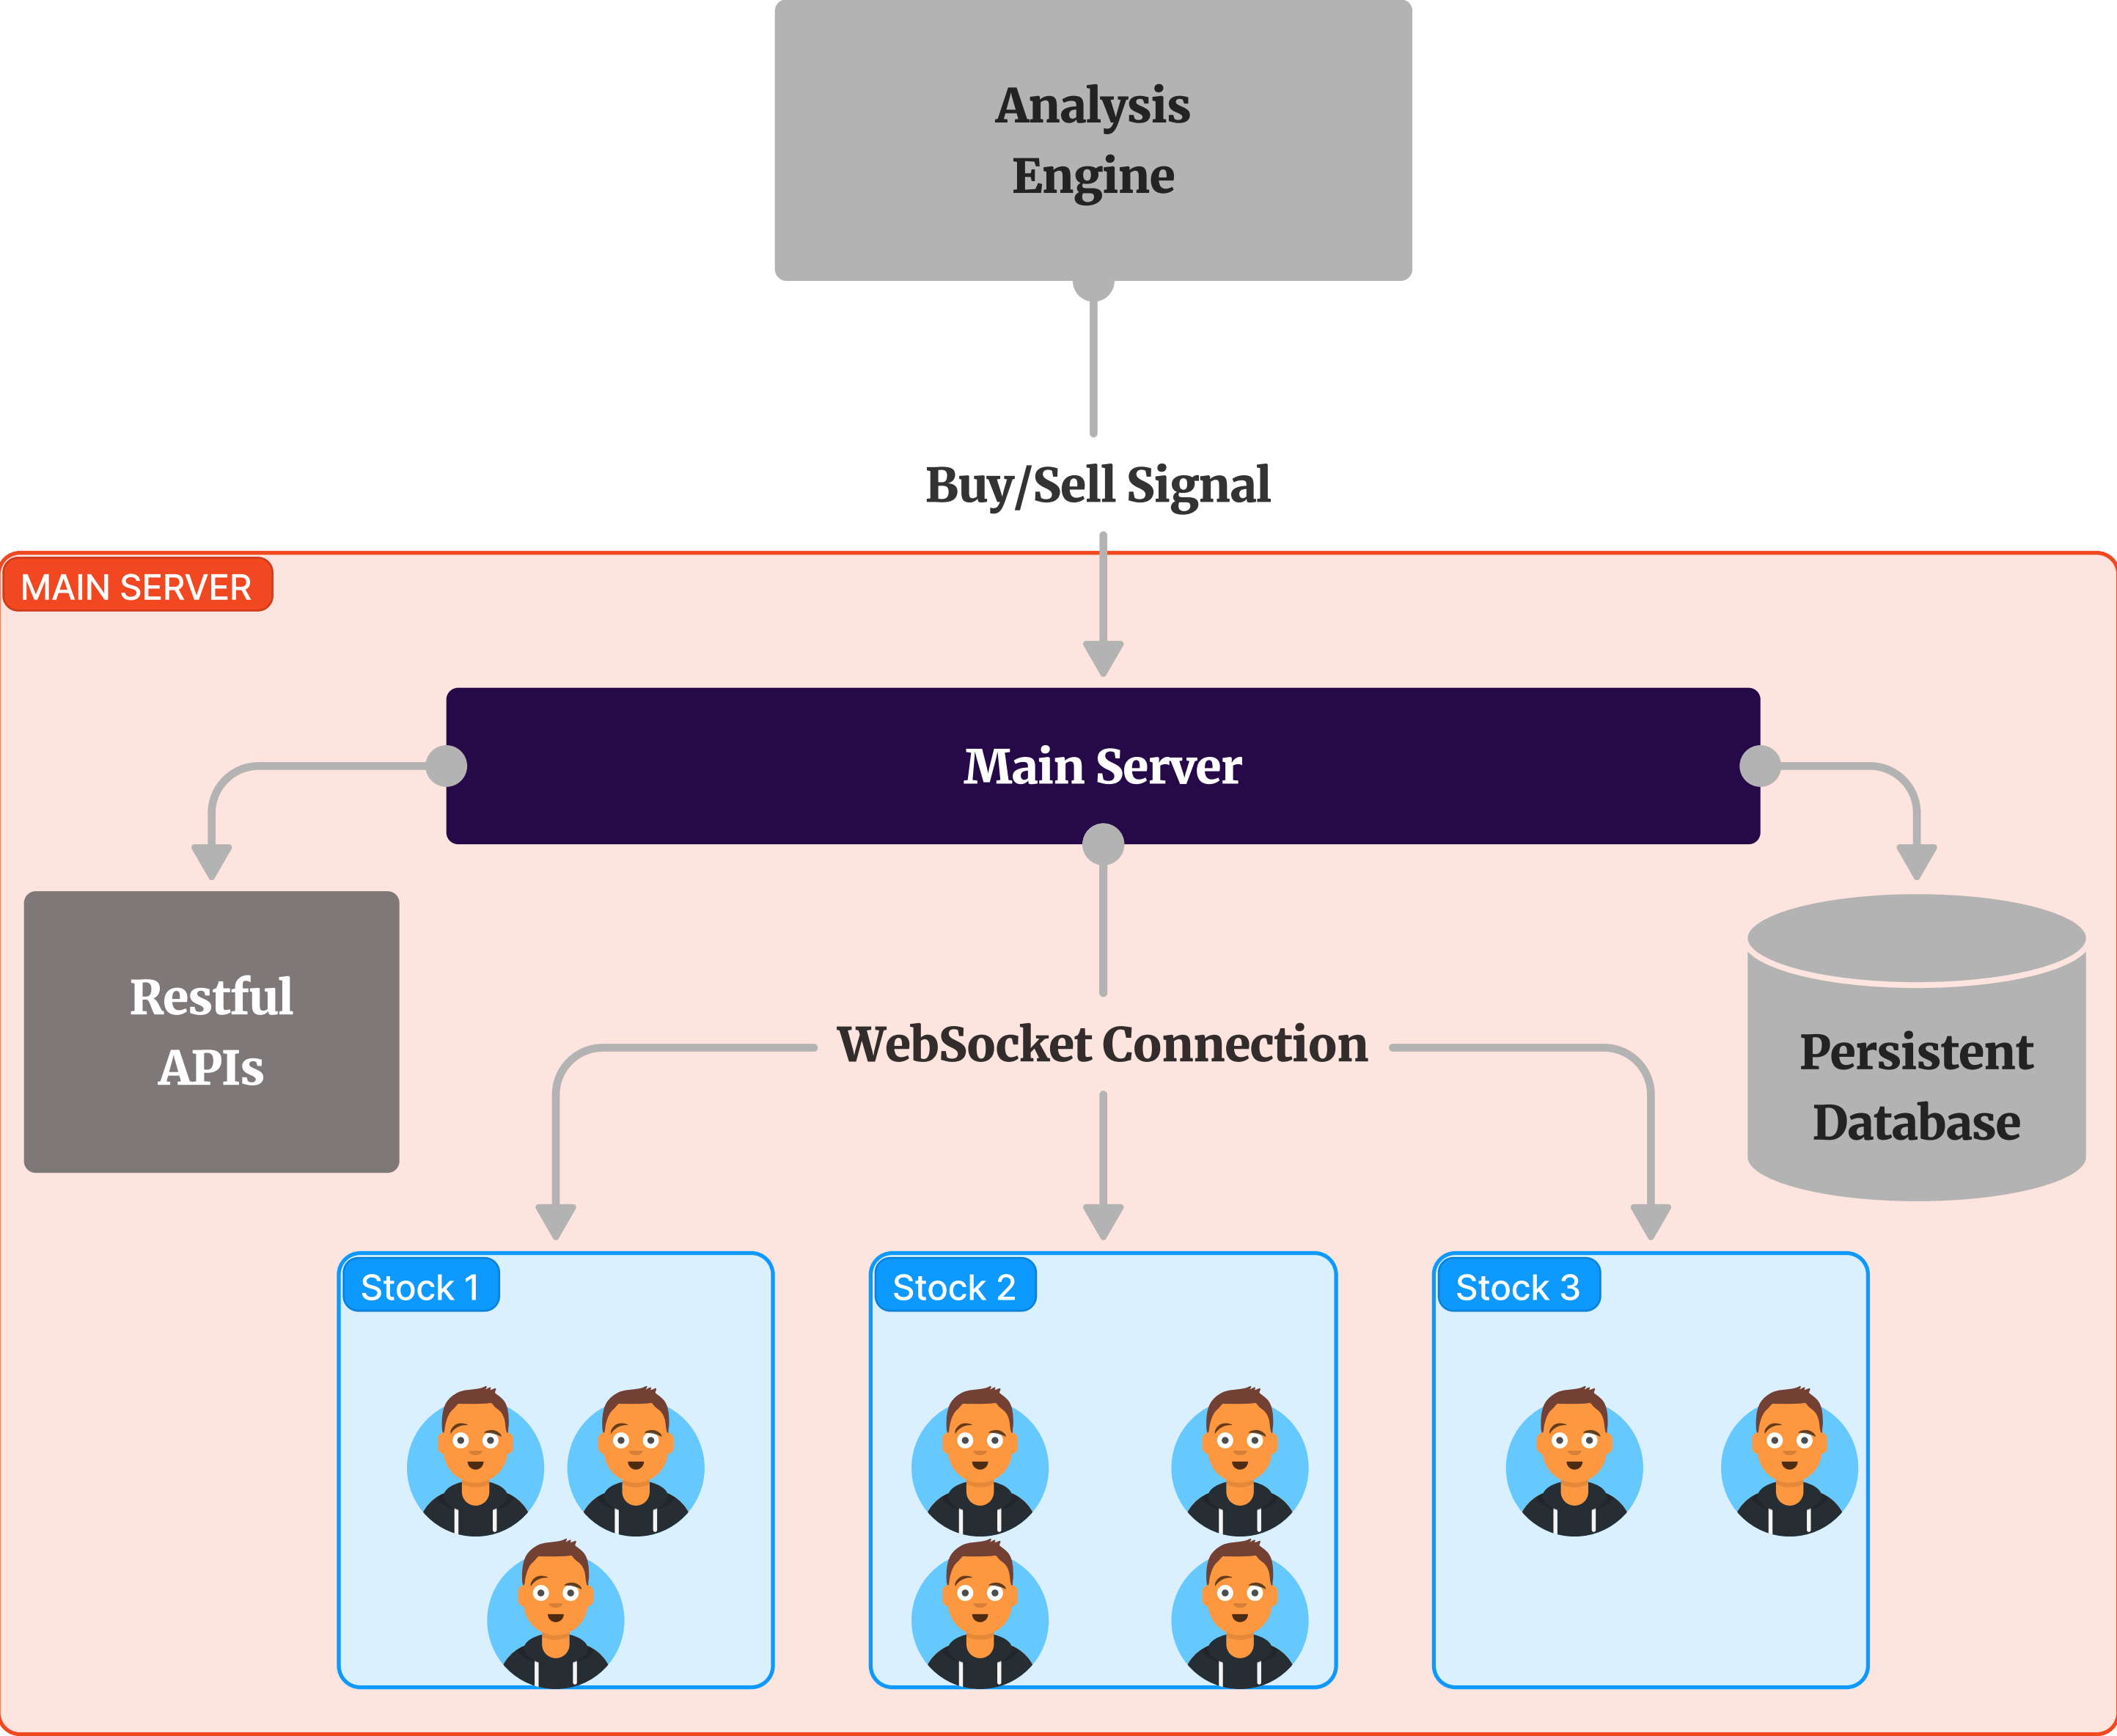 Analysis
Engine
Buy/Sell Signal
MAIN SERVER
Main Server
Restful
APIs
WebSocket Connection
Persistent
Database
Stock 1
Stock 2
Stock 3